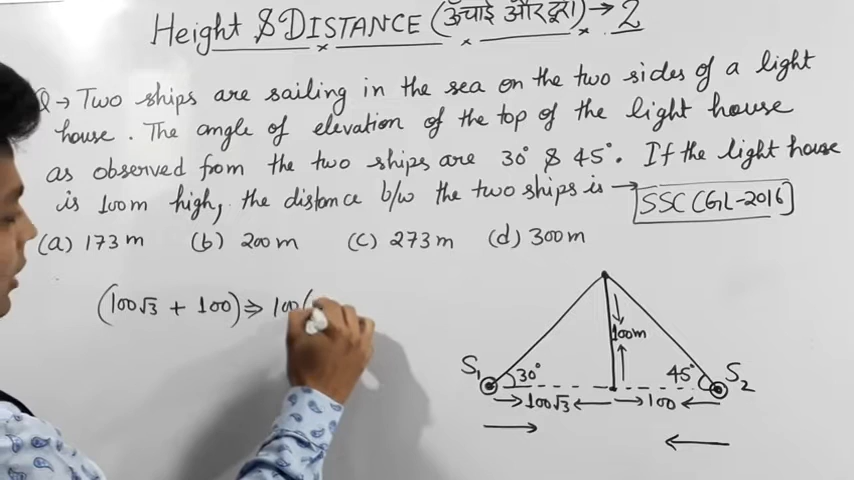 Height & DISTANCE (ऊँचाई और दूरी) → 2
Q → Two ships are sailing in the sea on the two sides of a light
house. The angle of elevation of the top of the light house
as observed from the two ships are 30° & 45°. If the light house
is 100m high, the distance b/w the two ships is →
SSC CGL-2016
(a) 173 m (b) 200 m (c) 273 m (d) 300 m
(100√3 + 100) ⇒ 100(
100m
S₁ 30° 45° S₂
100√3 100